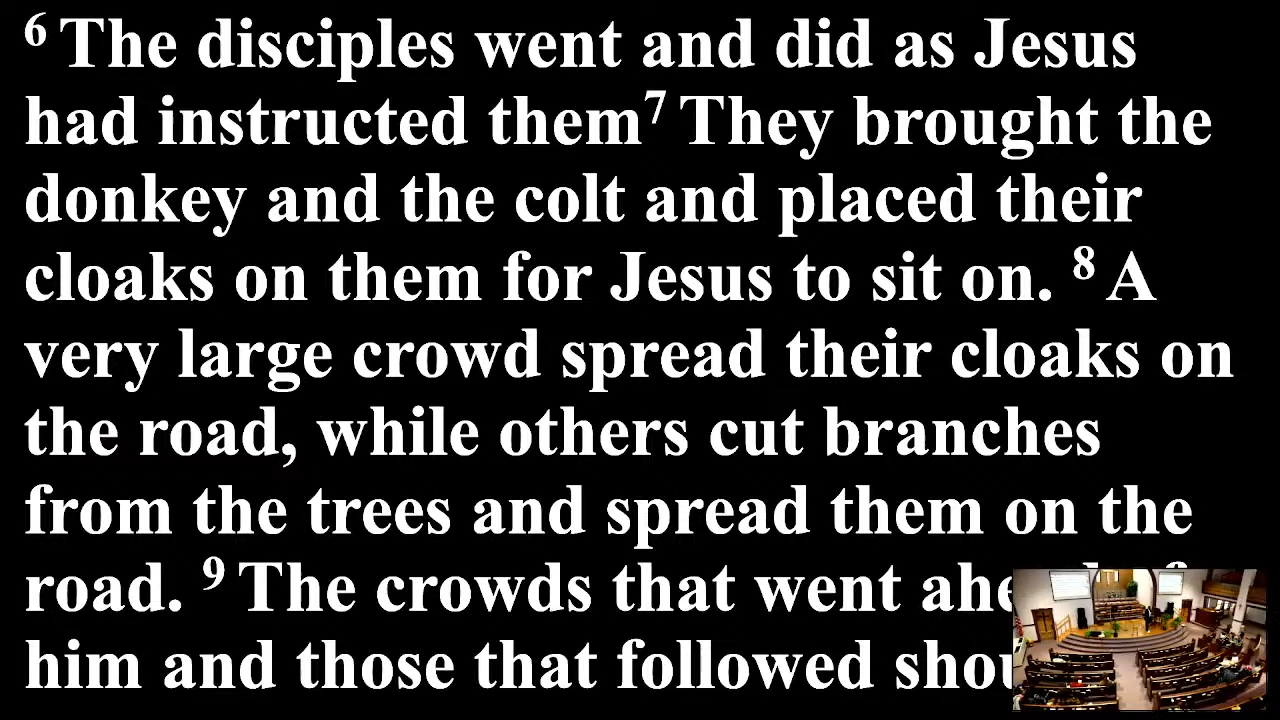 6 The disciples went and did as Jesus
had instructed them7 They brought the
donkey and the colt and placed their
cloaks on them for Jesus to sit on. 8 A
very large crowd spread their cloaks on
the road, while others cut branches
from the trees and spread them on the
road. 9 The crowds that went
him and those that followed